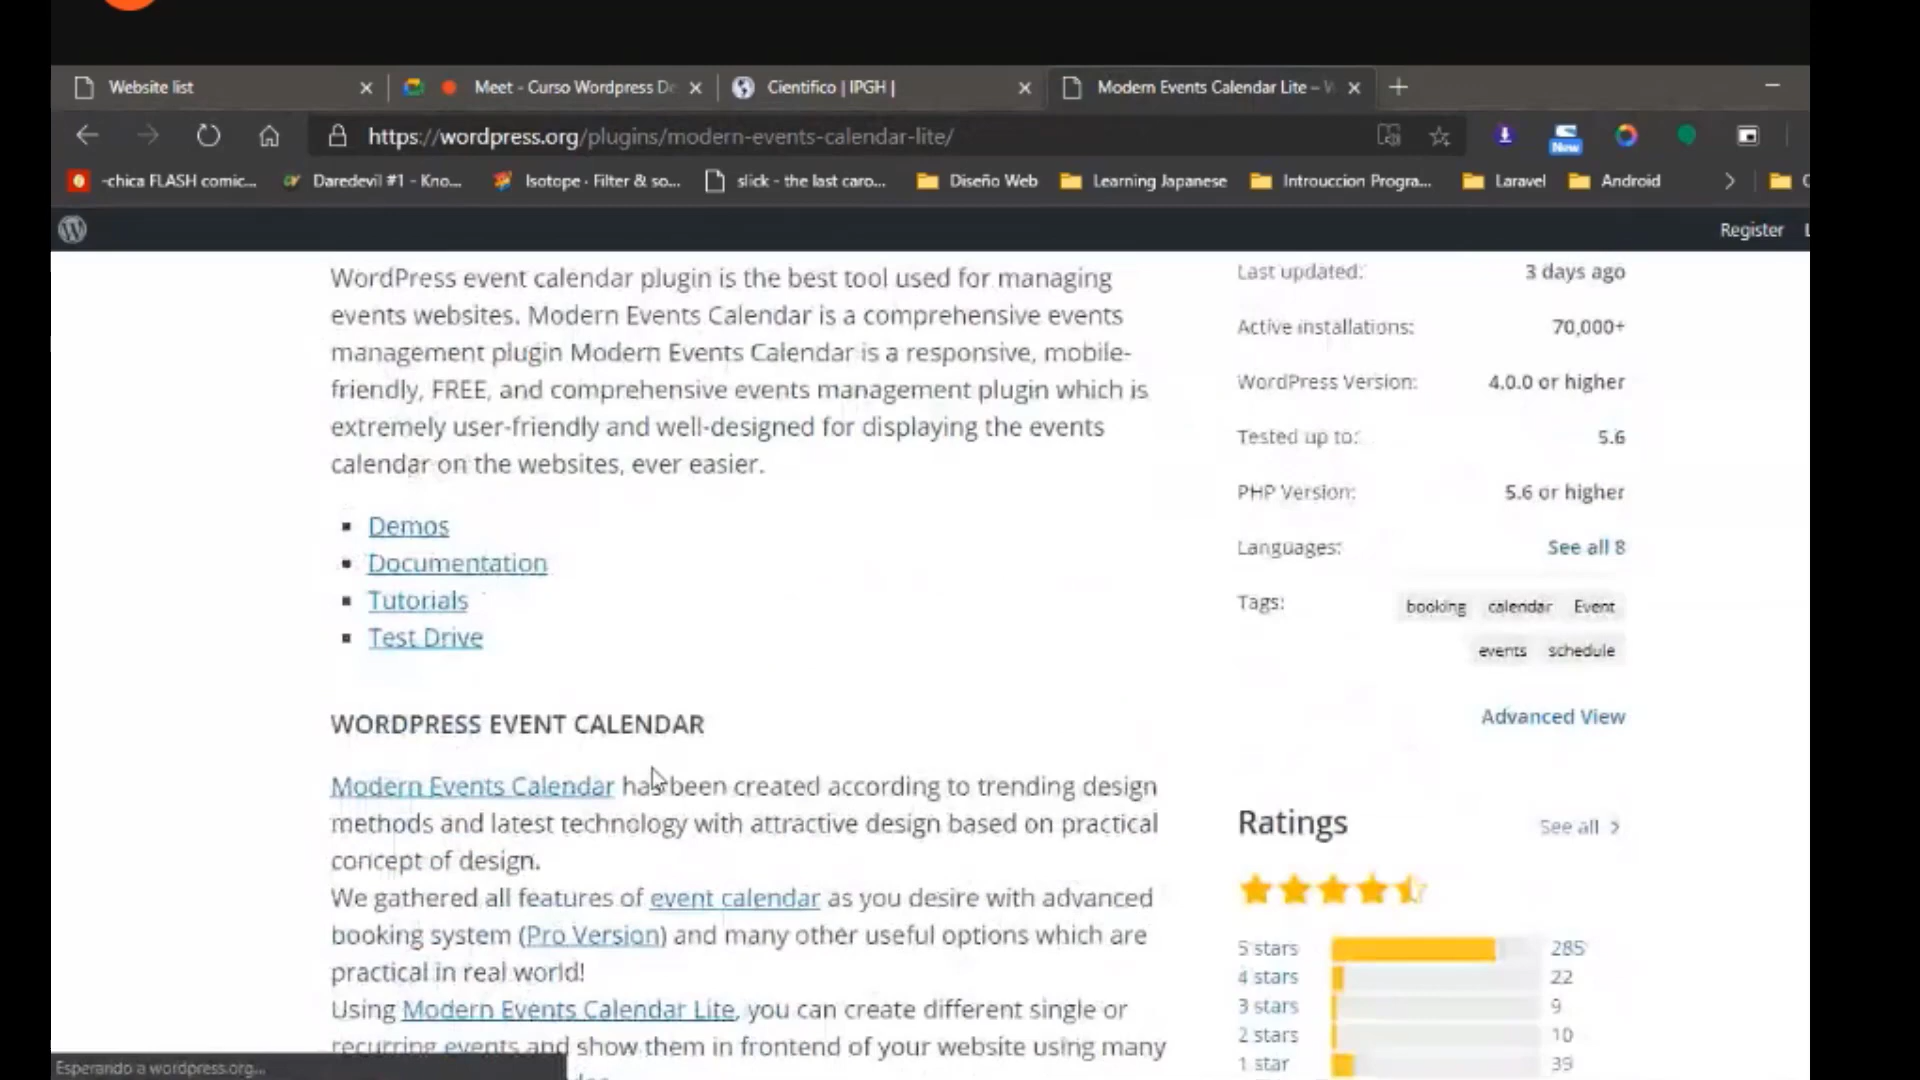 Website list
Meet - Curso Wordpress De
Cientifico | IPGH |
Modern Events Calendar Lite – W
https://wordpress.org/plugins/modern-events-calendar-lite/
New
-chica FLASH comic...
Daredevil #1 - Kno...
Isotope · Filter & so...
slick - the last caro...
Diseño Web
Learning Japanese
Introuccion Progra...
Laravel
Android
Register
WordPress event calendar plugin is the best tool used for managing
events websites. Modern Events Calendar is a comprehensive events
management plugin Modern Events Calendar is a responsive, mobile-
friendly, FREE, and comprehensive events management plugin which is
extremely user-friendly and well-designed for displaying the events
calendar on the websites, ever easier.
Demos
Documentation
Tutorials
Test Drive
WORDPRESS EVENT CALENDAR
Modern Events Calendar has been created according to trending design
methods and latest technology with attractive design based on practical
concept of design.
We gathered all features of event calendar as you desire with advanced
booking system (Pro Version) and many other useful options which are
practical in real world!
Using Modern Events Calendar Lite, you can create different single or
recurring events and show them in frontend of your website using many
Last updated: 3 days ago
Active installations: 70,000+
WordPress Version: 4.0.0 or higher
Tested up to: 5.6
PHP Version: 5.6 or higher
Languages: See all 8
Tags: booking calendar Event
events schedule
Advanced View
Ratings See all
5 stars 285
4 stars 22
3 stars 9
2 stars 10
1 star 39
Esperando a wordpress.org...